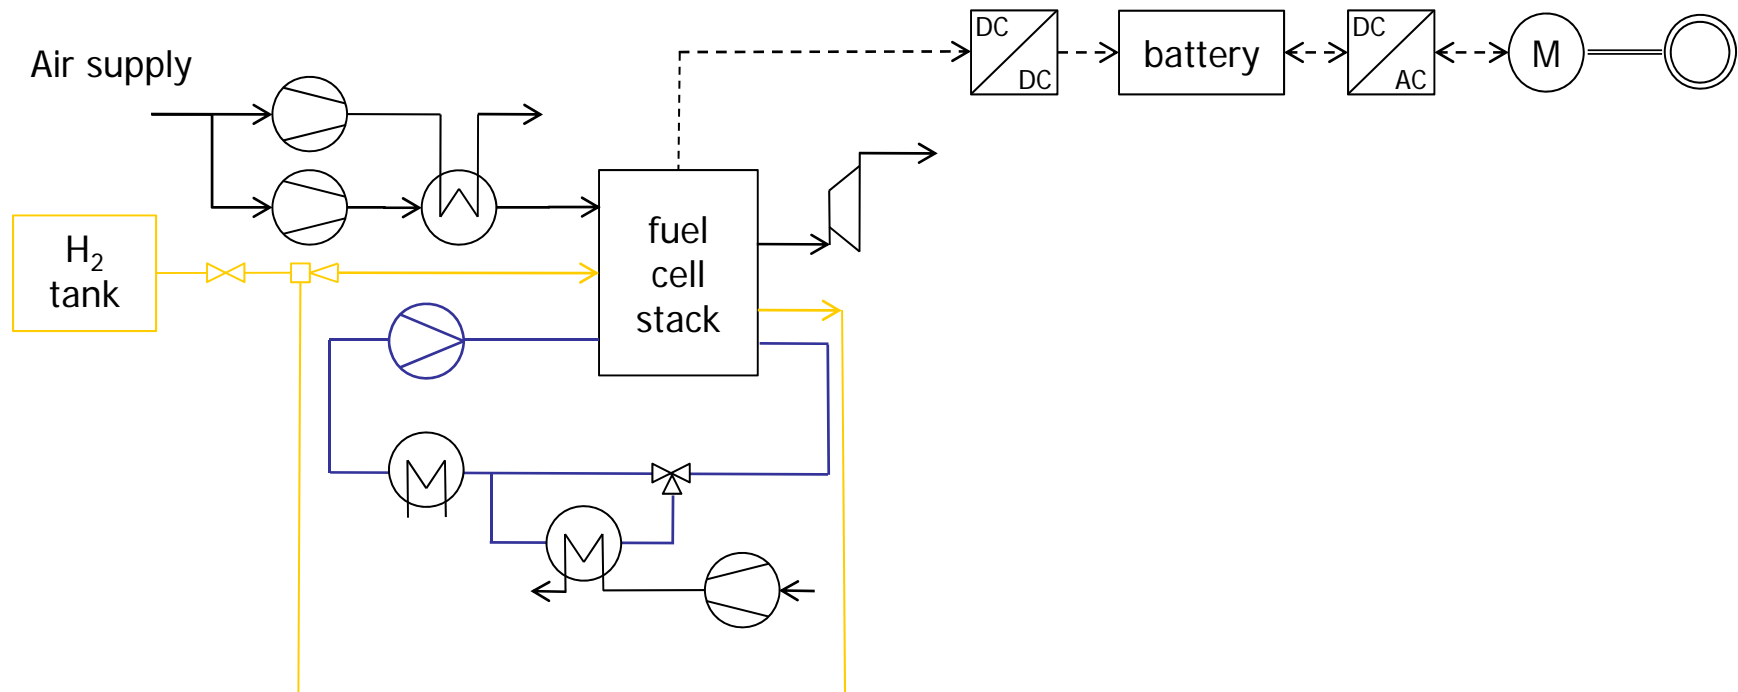 Air supply
DC
DC
battery
DC
AC
M
H₂
tank
fuel
cell
stack